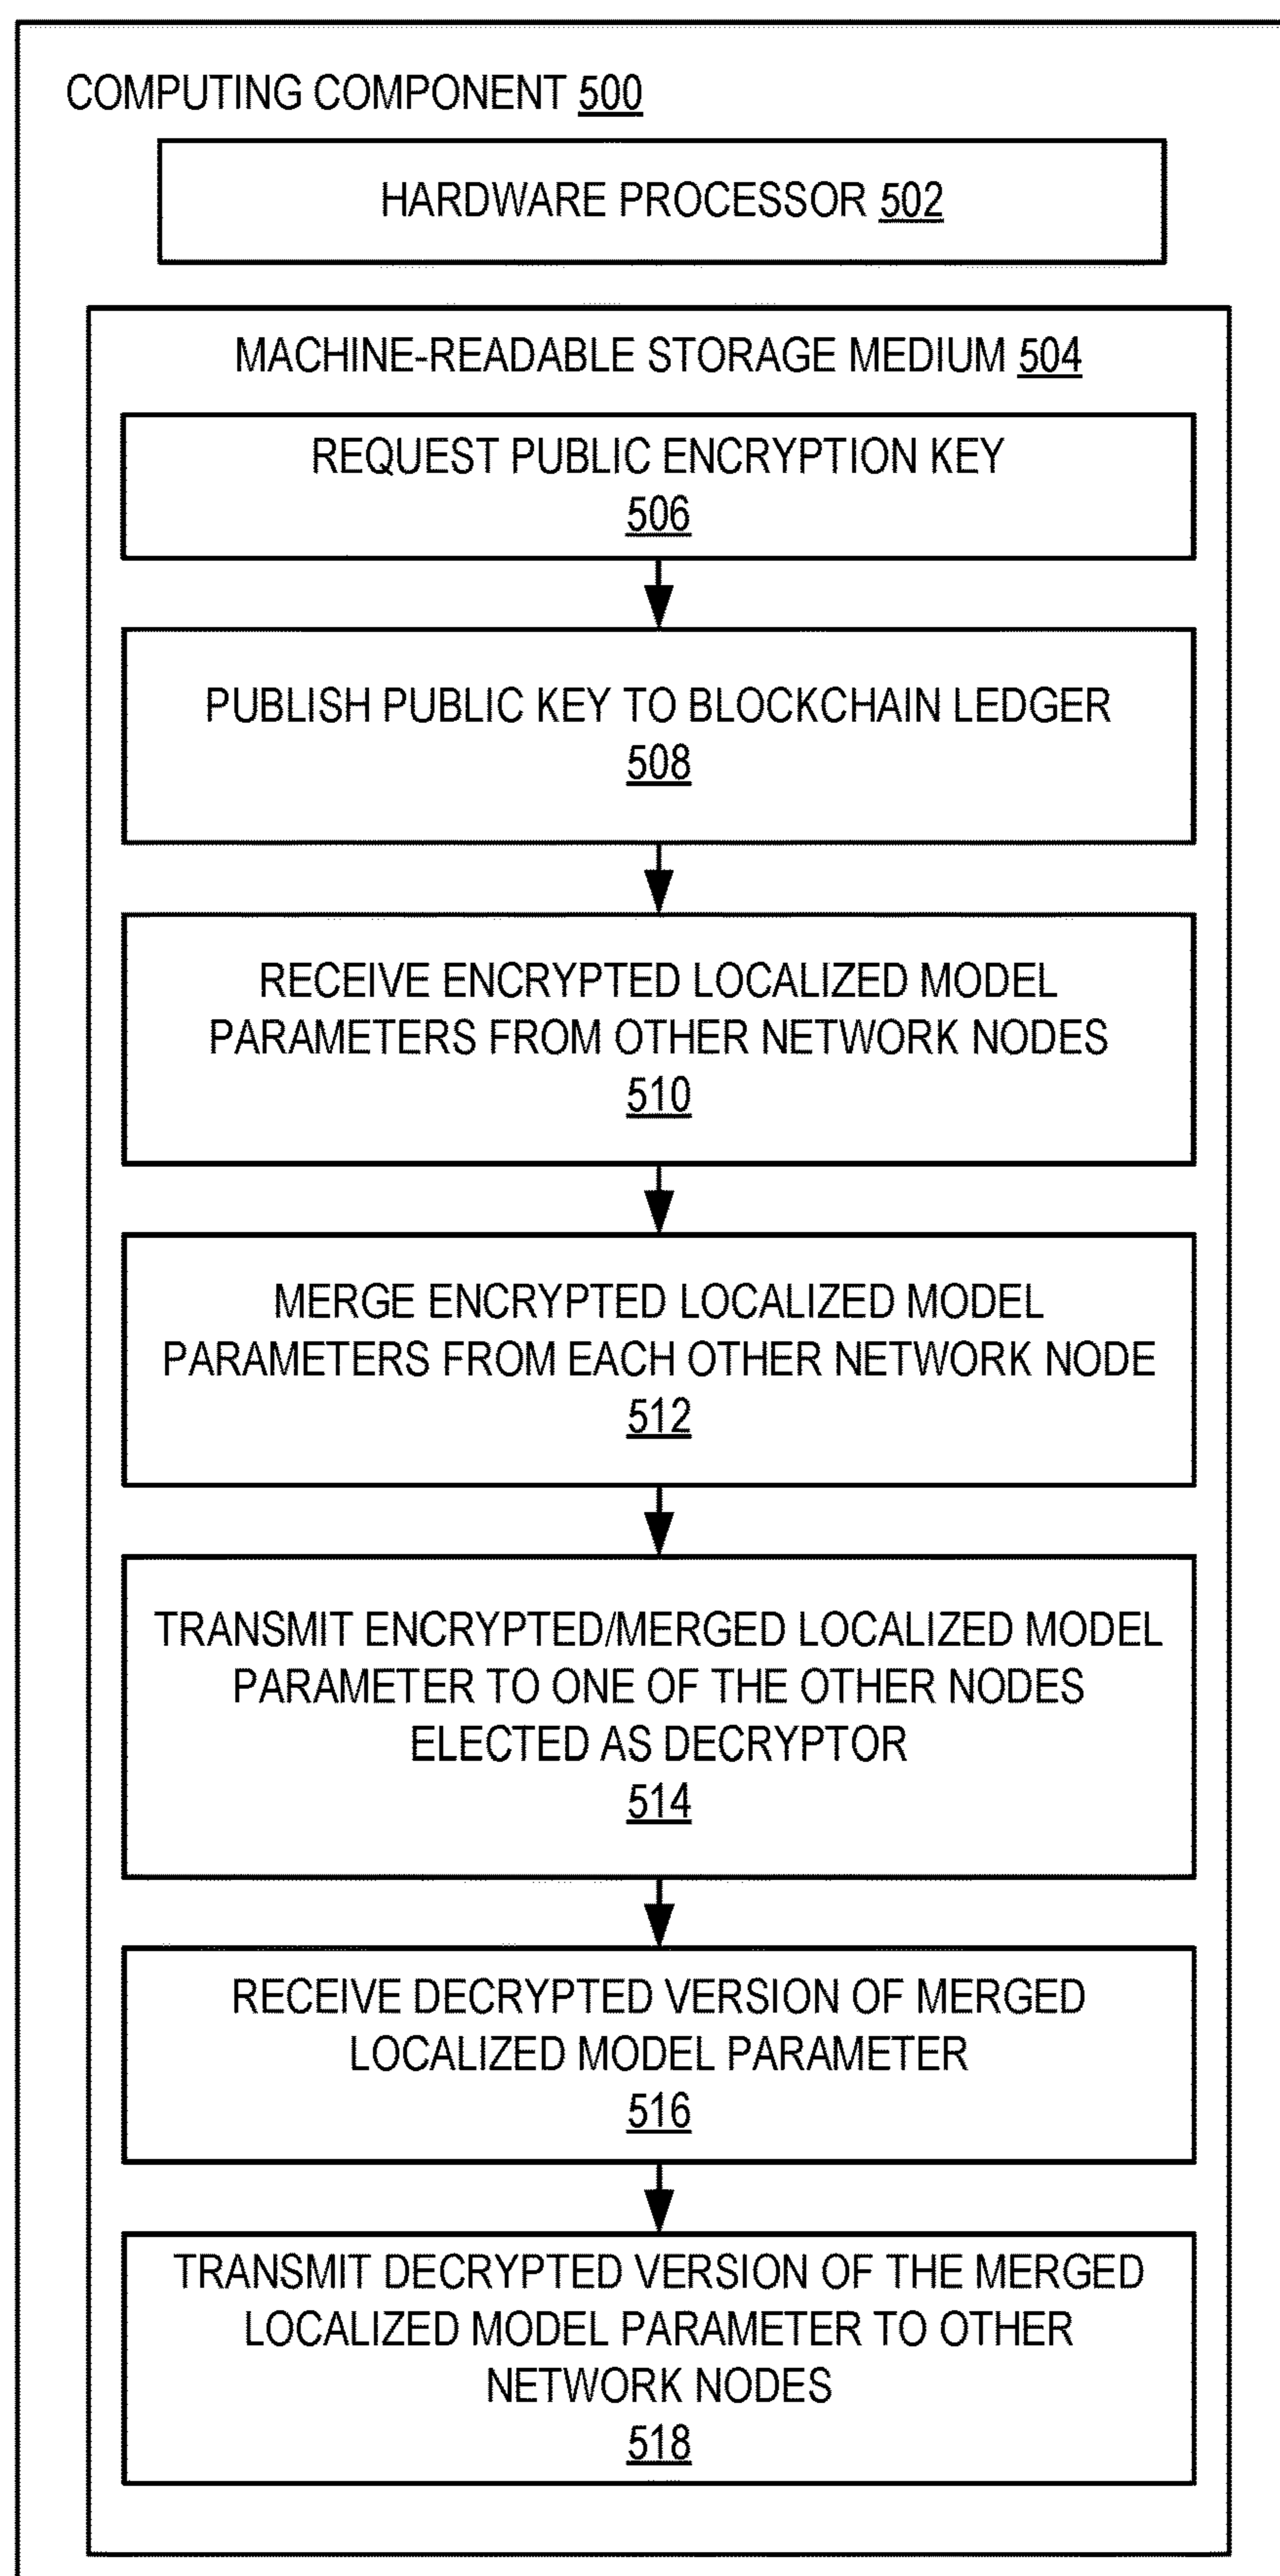 COMPUTING COMPONENT 500
HARDWARE PROCESSOR 502
MACHINE-READABLE STORAGE MEDIUM 504
REQUEST PUBLIC ENCRYPTION KEY
506
PUBLISH PUBLIC KEY TO BLOCKCHAIN LEDGER
508
RECEIVE ENCRYPTED LOCALIZED MODEL
PARAMETERS FROM OTHER NETWORK NODES
510
MERGE ENCRYPTED LOCALIZED MODEL
PARAMETERS FROM EACH OTHER NETWORK NODE
512
TRANSMIT ENCRYPTED/MERGED LOCALIZED MODEL
PARAMETER TO ONE OF THE OTHER NODES
ELECTED AS DECRYPTOR
514
RECEIVE DECRYPTED VERSION OF MERGED
LOCALIZED MODEL PARAMETER
516
TRANSMIT DECRYPTED VERSION OF THE MERGED
LOCALIZED MODEL PARAMETER TO OTHER
NETWORK NODES
518